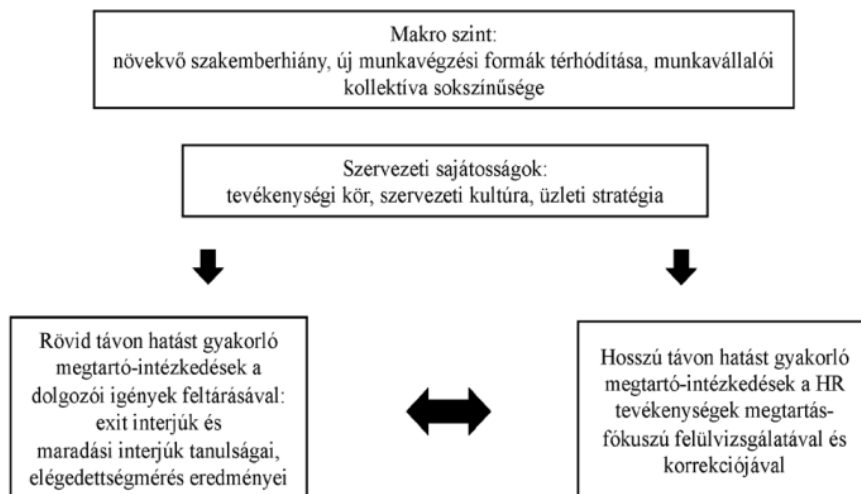 Makro szint:
növekvő szakemberhiány, új munkavégzési formák térhódítása, munkavállalói
kollektíva sokszínűsége
Szervezeti sajátosságok:
tevékenységi kör, szervezeti kultúra, üzleti stratégia
Rövid távon hatást gyakorló
megtartó-intézkedések a
dolgozói igények feltárásával:
exit interjúk és
maradási interjúk tanulságai,
elégedettségmérés eredményei
Hosszú távon hatást gyakorló
megtartó-intézkedések a HR
tevékenységek megtartás-
fókuszú felülvizsgálatával és
korrekciójával